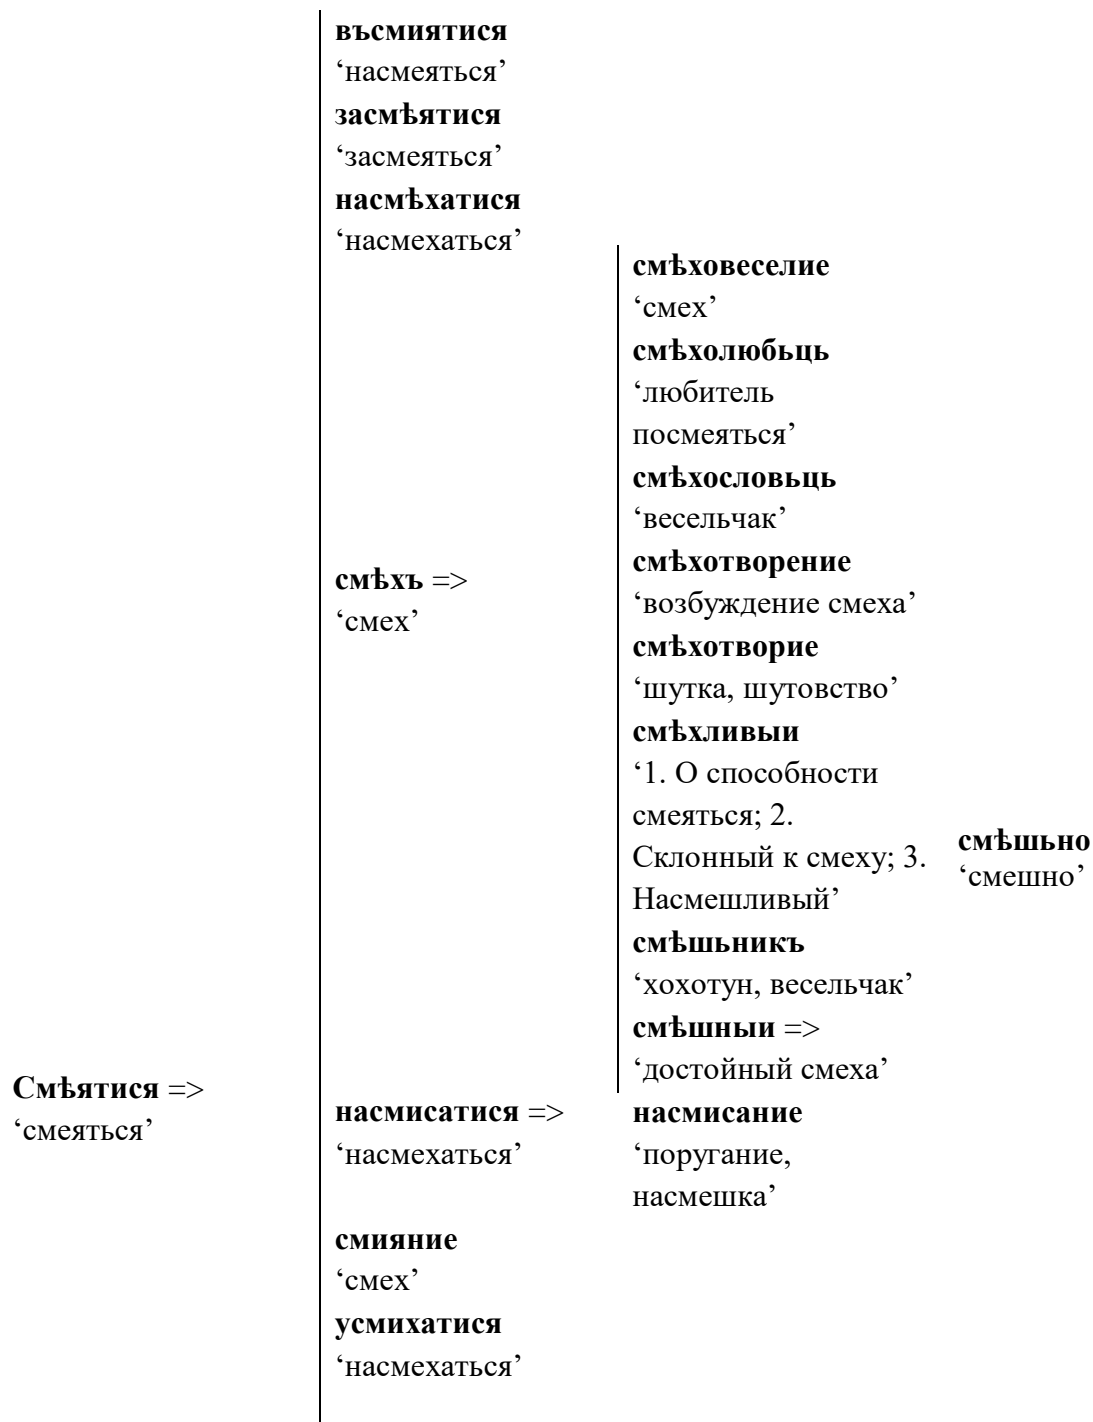 въсмиятися
‘насмеяться’
засмѣятися
‘засмеяться’
насмѣхатися
‘насмехаться’
смѣховеселие
‘смех’
смѣхолюбьць
‘любитель
посмеяться’
смѣхословьць
‘весельчак’
смѣхотворение
‘возбуждение смеха’
смѣхъ =>
‘смех’
смѣхотворие
‘шутка, шутовство’
смѣхливыи
‘1. О способности
смеяться; 2.
Склонный к смеху; 3.
Насмешливый’
смѣшьно
‘смешно’
смѣшьникъ
‘хохотун, весельчак’
смѣшныи =>
‘достойный смеха’
Смѣятися =>
‘смеяться’
насмисатися =>
‘насмехаться’
насмисание
‘поругание,
насмешка’
смияние
‘смех’
усмихатися
‘насмехаться’